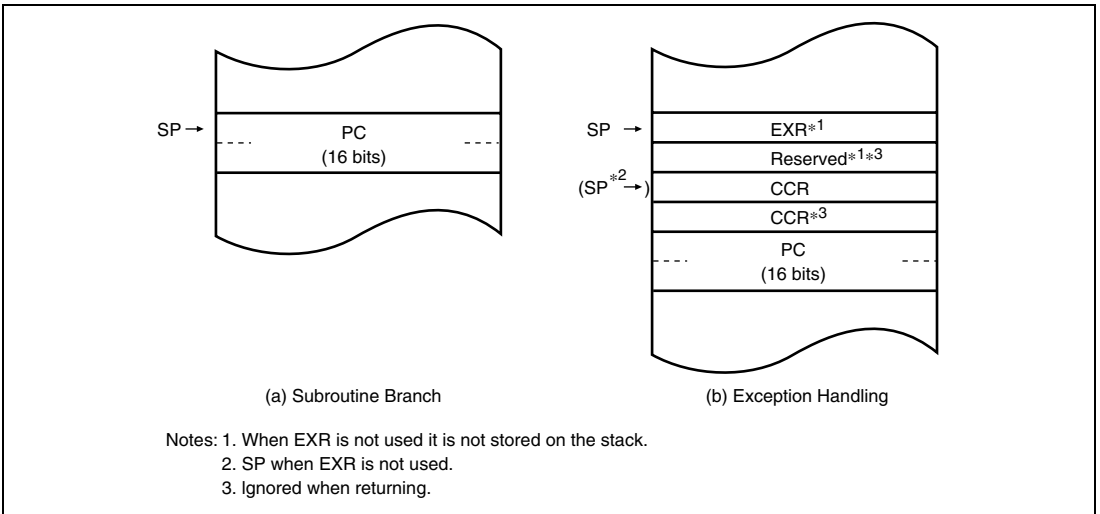 SP → PC
(16 bits)
SP → EXR*1
Reserved*1*3
(SP*2→) CCR
CCR*3
PC
(16 bits)
(a) Subroutine Branch
(b) Exception Handling
Notes: 1. When EXR is not used it is not stored on the stack.
2. SP when EXR is not used.
3. Ignored when returning.